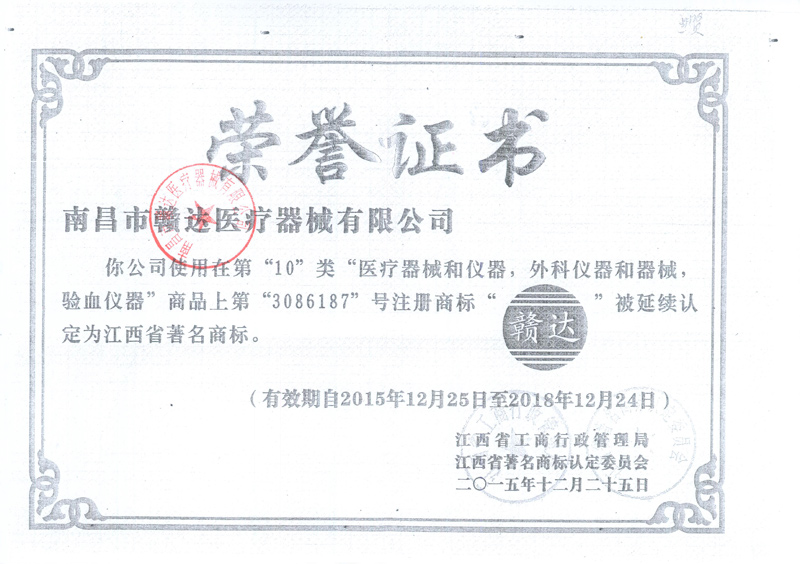 荣誉证书
南昌市赣达医疗器械有限公司
你公司使用在第“10”类“医疗器械和仪器，外科仪器和器械，
验血仪器”商品上第“3086187”号注册商标“赣达”被延续认
定为江西省著名商标。
（有效期自2015年12月25日至2018年12月24日）
江西省工商行政管理局
江西省著名商标认定委员会
二〇一五年十二月二十五日